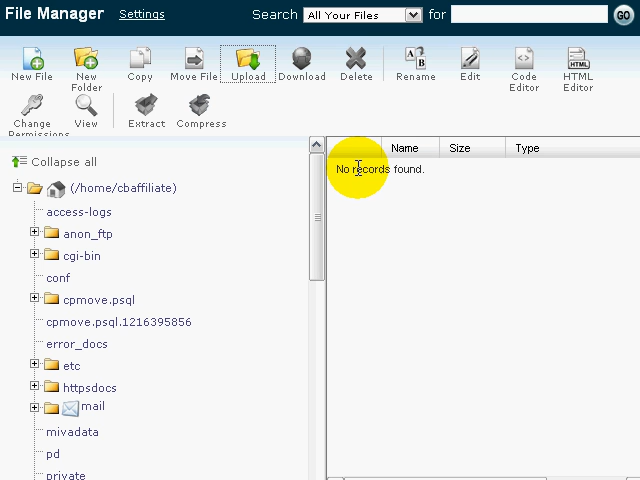 File Manager Settings Search All Your Files for GO
New File New Folder Copy Move File Upload Download Delete Rename Edit Code Editor HTML Editor
Change Permissions View Extract Compress
Collapse all
(/home/cbaffiliate)
access-logs
anon_ftp
cgi-bin
conf
cpmove.psql
cpmove.psql.1216395856
error_docs
etc
httpsdocs
mail
mivadata
pd
private
Name Size Type
No records found.